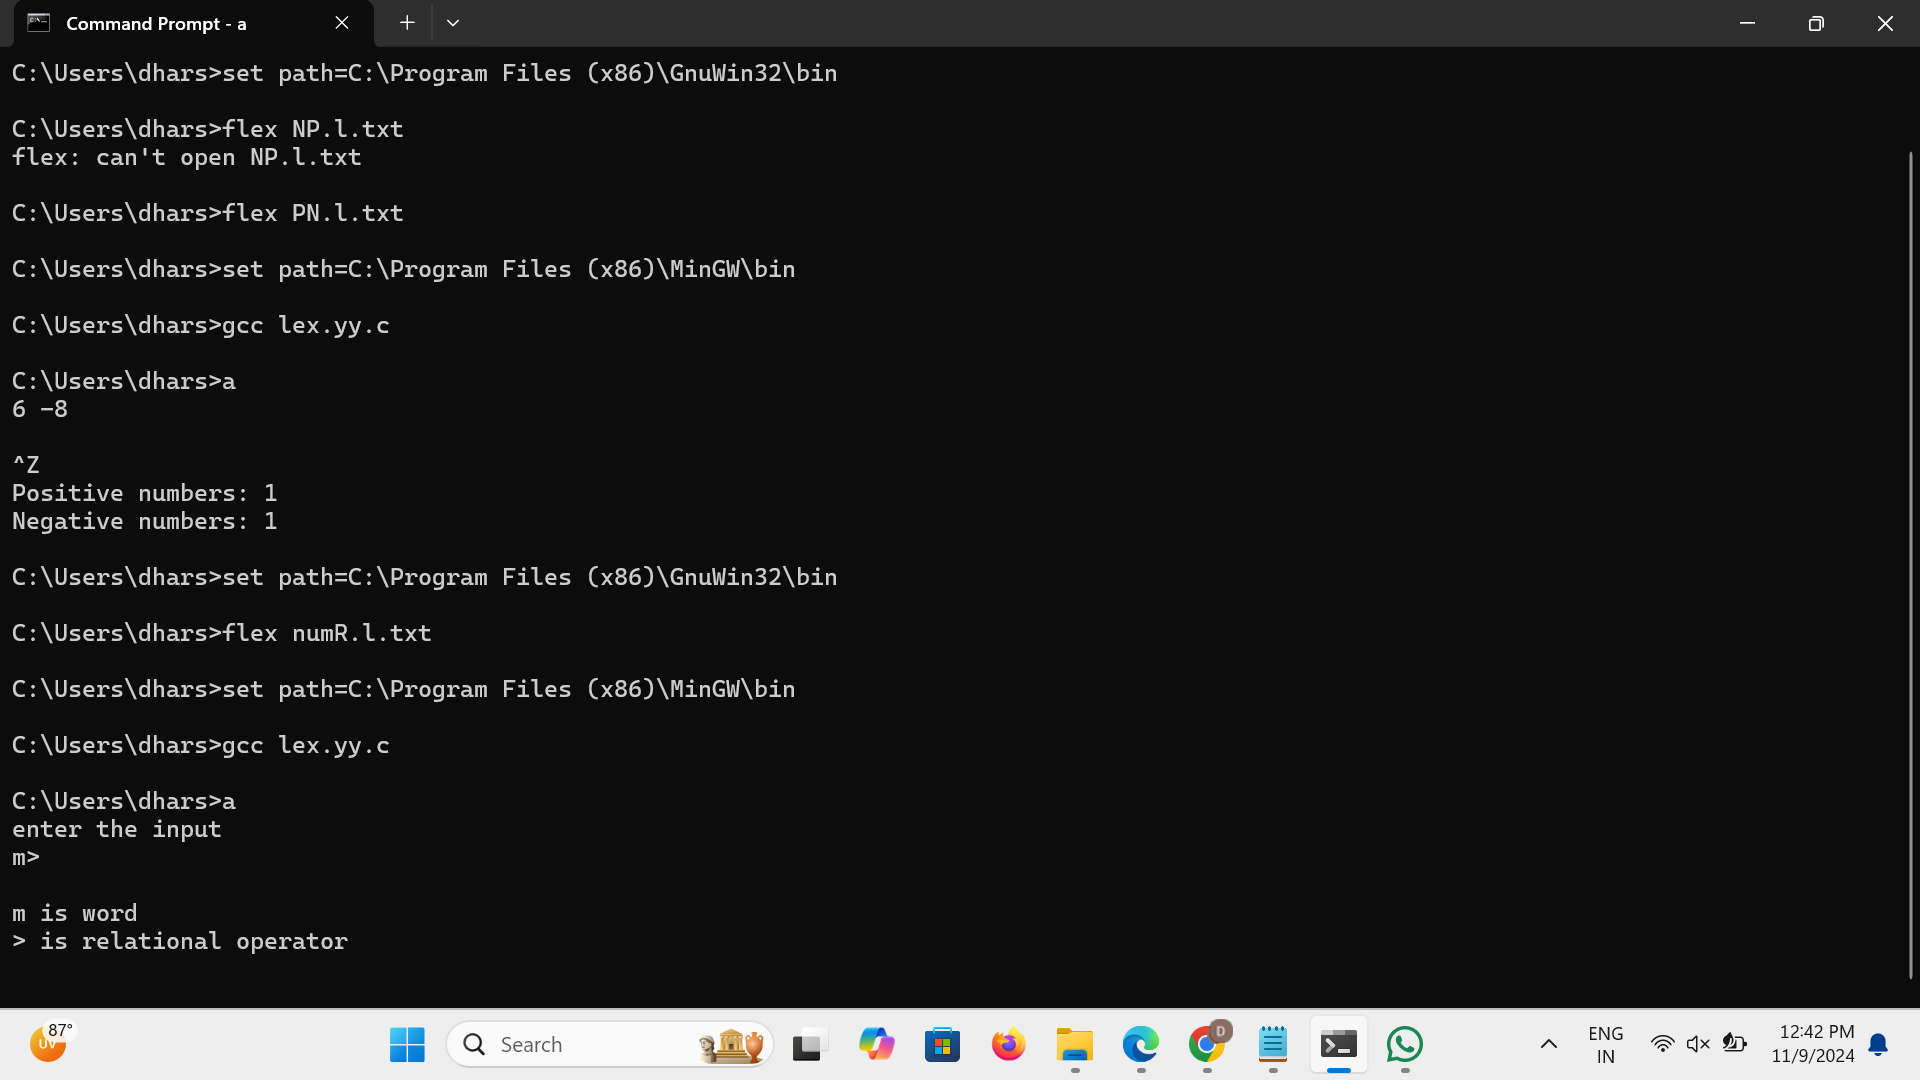 Command Prompt - a
C:\Users\dhars>set path=C:\Program Files (x86)\GnuWin32\bin
C:\Users\dhars>flex NP.l.txt
flex: can't open NP.l.txt
C:\Users\dhars>flex PN.l.txt
C:\Users\dhars>set path=C:\Program Files (x86)\MinGW\bin
C:\Users\dhars>gcc lex.yy.c
C:\Users\dhars>a
6 -8
^Z
Positive numbers: 1
Negative numbers: 1
C:\Users\dhars>set path=C:\Program Files (x86)\GnuWin32\bin
C:\Users\dhars>flex numR.l.txt
C:\Users\dhars>set path=C:\Program Files (x86)\MinGW\bin
C:\Users\dhars>gcc lex.yy.c
C:\Users\dhars>a
enter the input
m>
m is word
> is relational operator
87°
UV
Search
D
ENG
IN
12:42 PM
11/9/2024